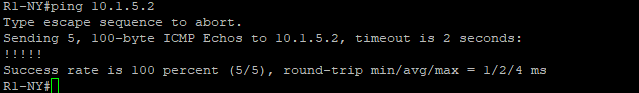 R1-NY#ping 10.1.5.2
Type escape sequence to abort.
Sending 5, 100-byte ICMP Echos to 10.1.5.2, timeout is 2 seconds:
!!!!!
Success rate is 100 percent (5/5), round-trip min/avg/max = 1/2/4 ms
R1-NY#